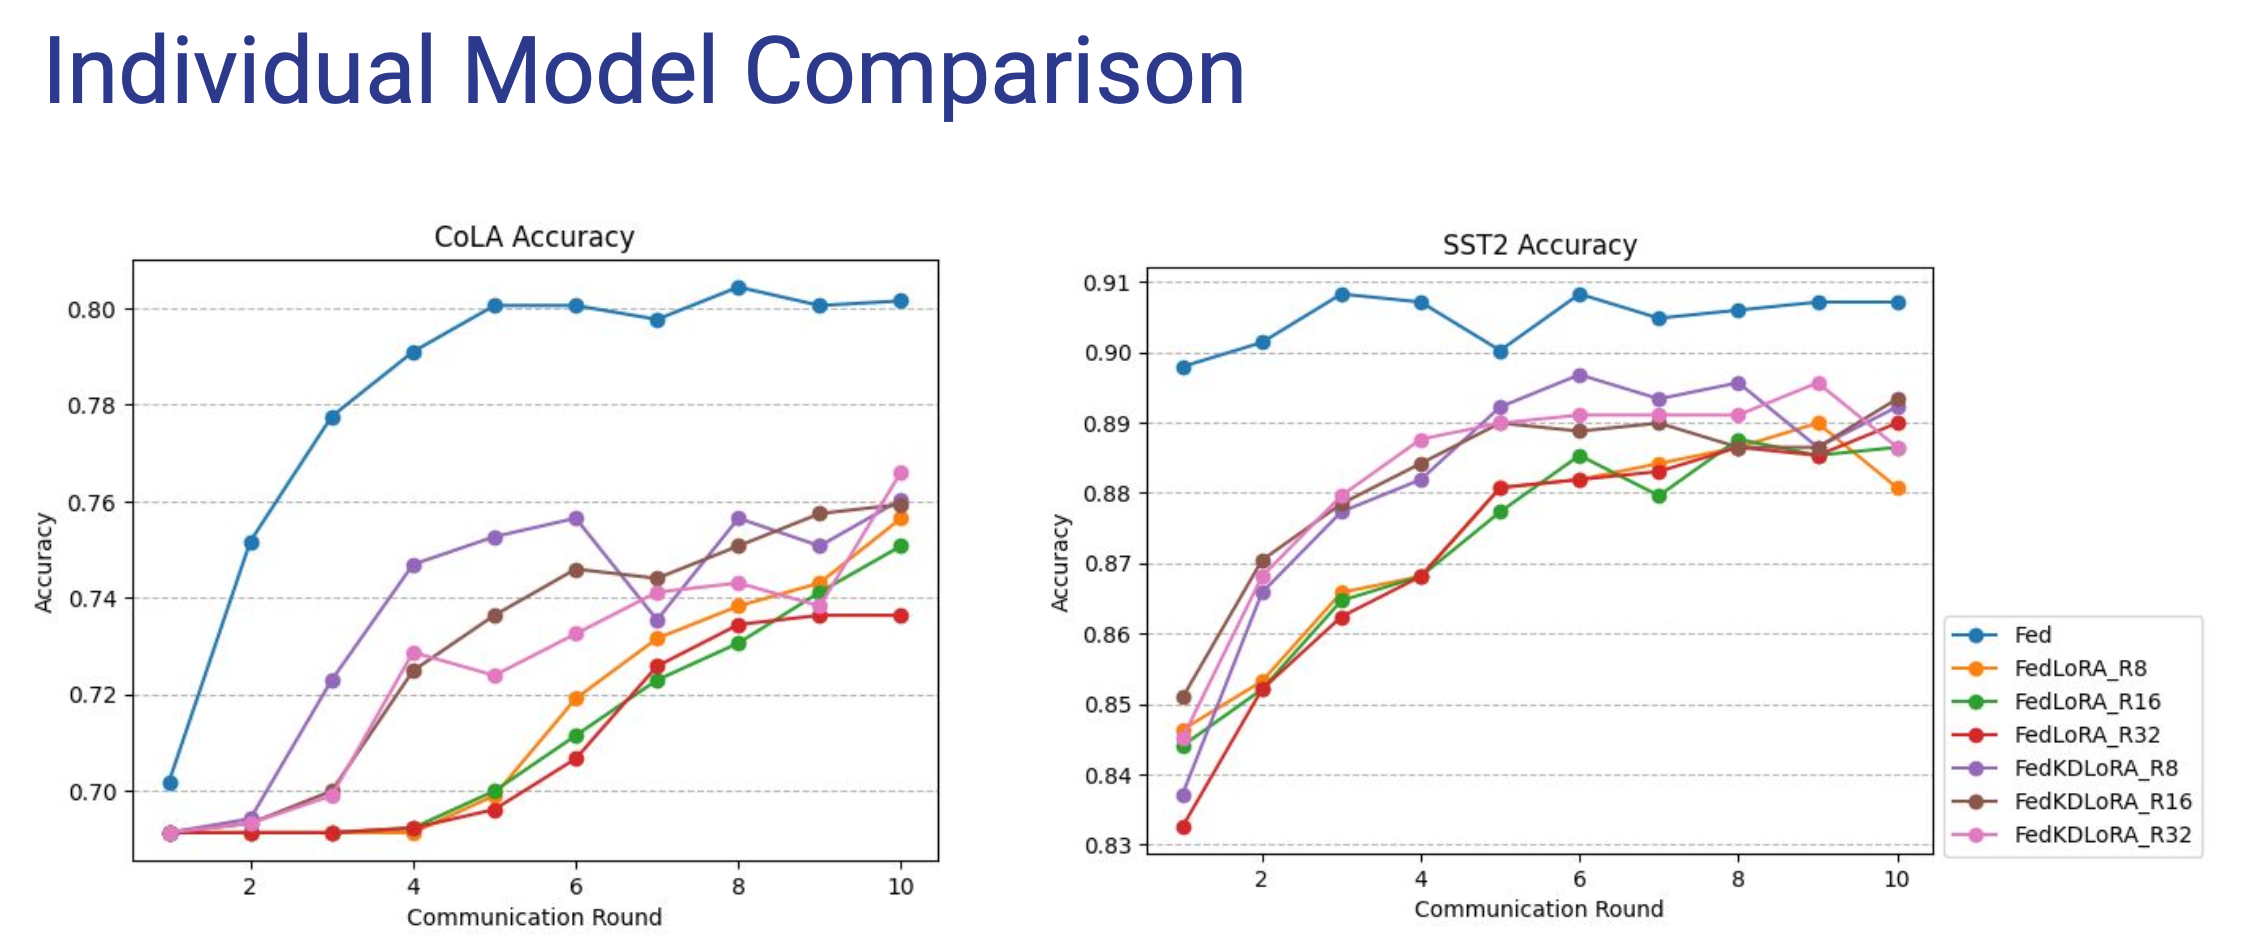 Individual Model Comparison
CoLA Accuracy
Accuracy
0.80
0.78
0.76
0.74
0.72
0.70
2 4 6 8 10
Communication Round
SST2 Accuracy
Accuracy
0.91
0.90
0.89
0.88
0.87
0.86
0.85
0.84
0.83
2 4 6 8 10
Communication Round
Fed
FedLoRA_R8
FedLoRA_R16
FedLoRA_R32
FedKDLoRA_R8
FedKDLoRA_R16
FedKDLoRA_R32